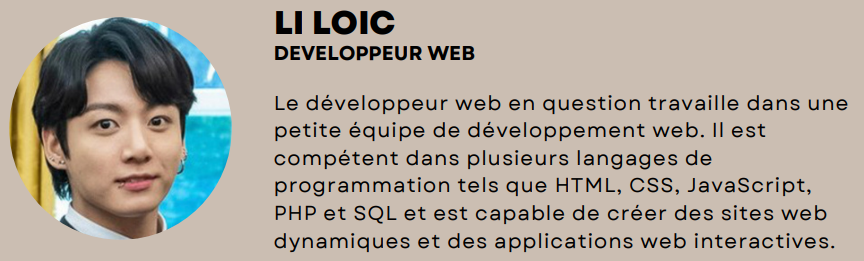 LI LOIC
DEVELOPPEUR WEB
Le développeur web en question travaille dans une
petite équipe de développement web. Il est
compétent dans plusieurs langages de
programmation tels que HTML, CSS, JavaScript,
PHP et SQL et est capable de créer des sites web
dynamiques et des applications web interactives.